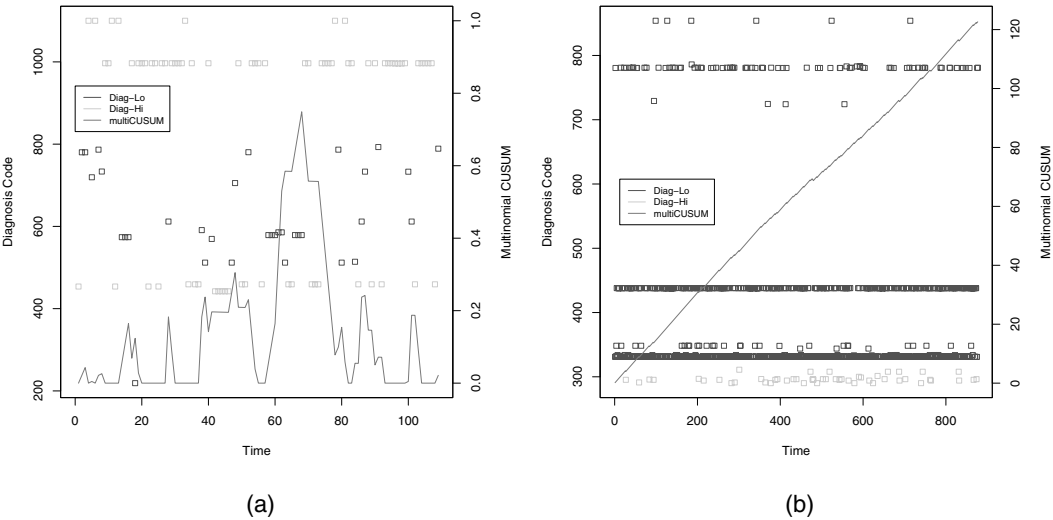 1000
800
600
400
200
Diagnosis Code
Diag−Lo
Diag−Hi
multiCUSUM
1.0
0.8
0.6
0.4
0.2
0.0
Multinomial CUSUM
0 20 40 60 80 100
Time
(a)
800
700
600
500
400
300
Diagnosis Code
Diag−Lo
Diag−Hi
multiCUSUM
120
100
80
60
40
20
0
Multinomial CUSUM
0 200 400 600 800
Time
(b)